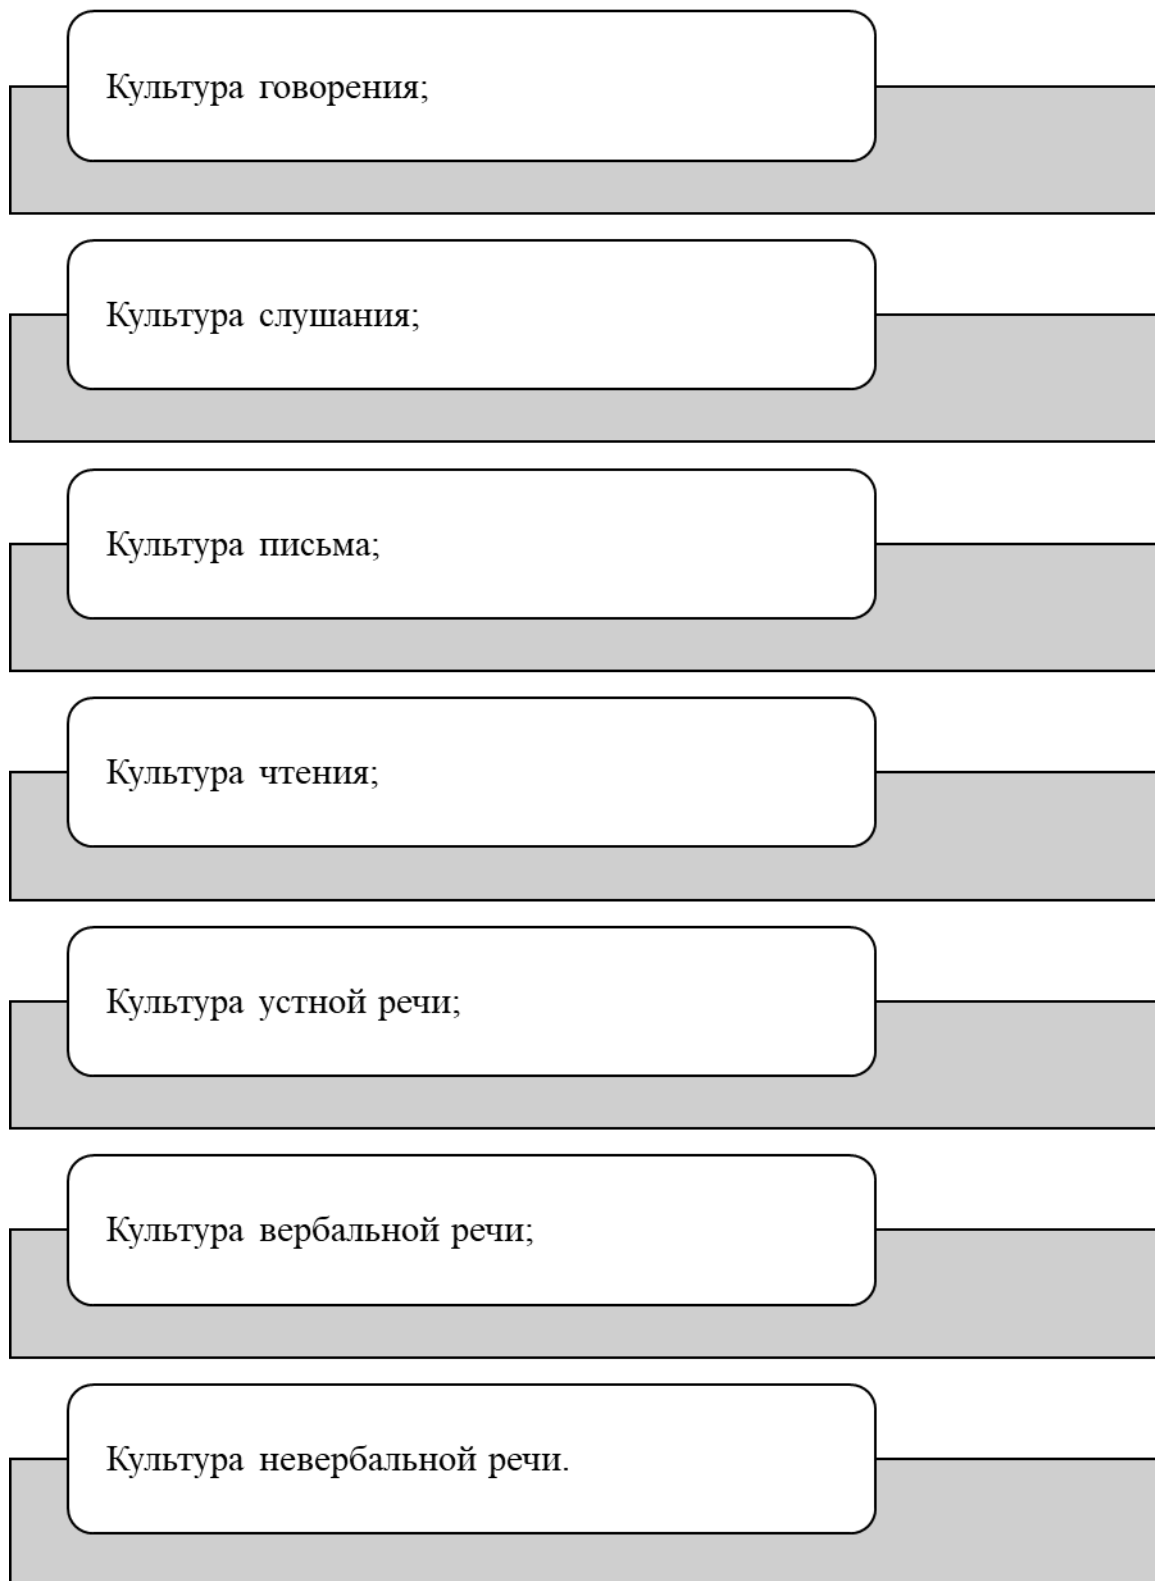 Культура говорения;
Культура слушания;
Культура письма;
Культура чтения;
Культура устной речи;
Культура вербальной речи;
Культура невербальной речи.